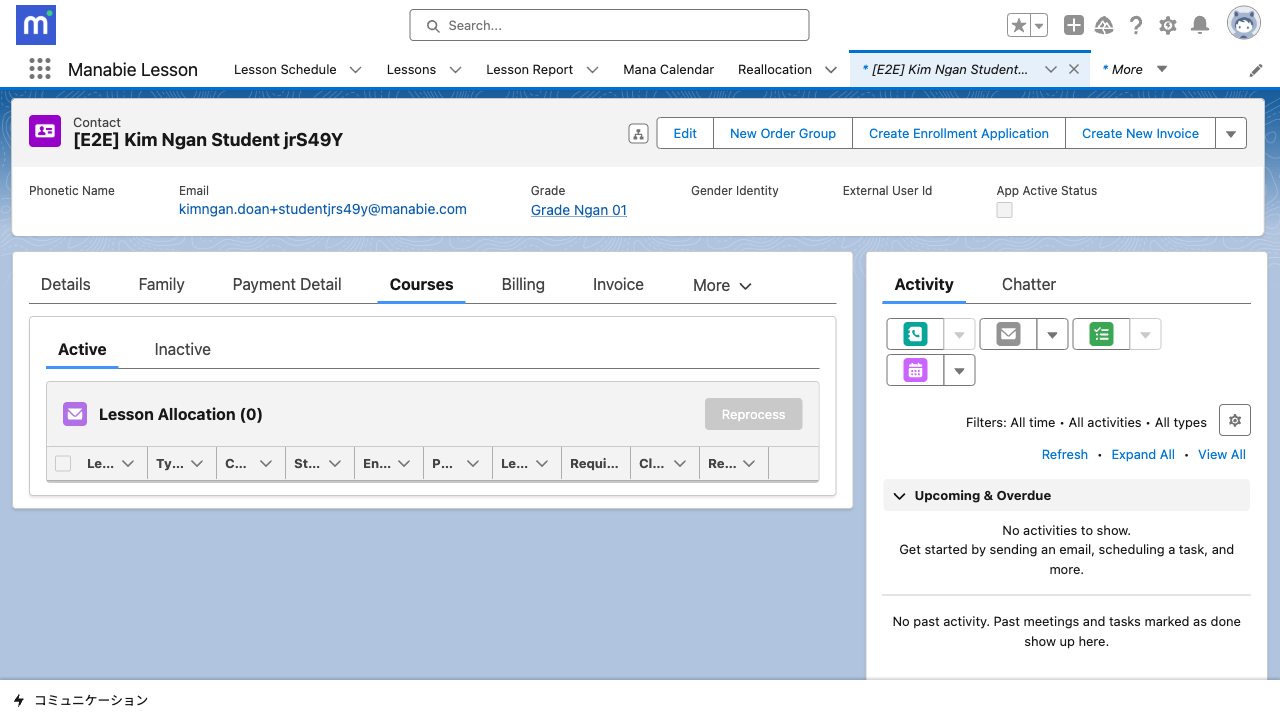 m
Search...
Manabie Lesson
Lesson Schedule
Lessons
Lesson Report
Mana Calendar
Reallocation
* [E2E] Kim Ngan Student...
* More
Contact
[E2E] Kim Ngan Student jrS49Y
Edit
New Order Group
Create Enrollment Application
Create New Invoice
Phonetic Name
Email
kimngan.doan+studentjrs49y@manabie.com
Grade
Grade Ngan 01
Gender Identity
External User Id
App Active Status
Details
Family
Payment Detail
Courses
Billing
Invoice
More
Active
Inactive
Lesson Allocation (0)
Reprocess
Le...
Ty...
C...
St...
En...
P...
Le...
Requi...
Cl...
Re...
Activity
Chatter
Filters: All time • All activities • All types
Refresh • Expand All • View All
Upcoming & Overdue
No activities to show.
Get started by sending an email, scheduling a task, and
more.
No past activity. Past meetings and tasks marked as done
show up here.
コミュニケーション